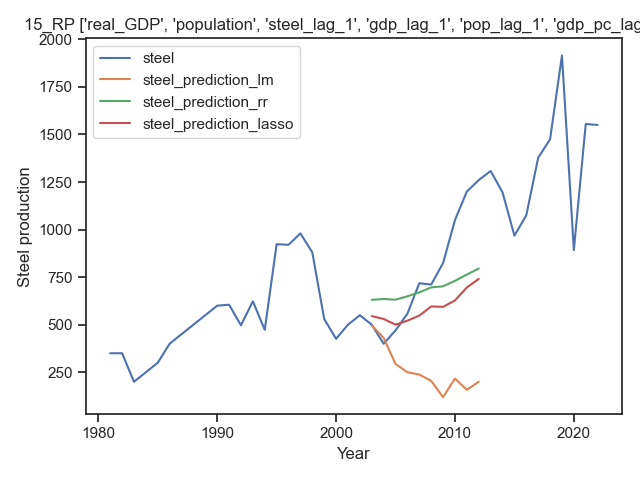 15_RP ['real_GDP', 'population', 'steel_lag_1', 'gdp_lag_1', 'pop_lag_1', 'gdp_pc_lag
2000
1750
1500
1250
1000
750
500
250
steel
steel_prediction_lm
steel_prediction_rr
steel_prediction_lasso
Steel production
1980
1990
2000
2010
2020
Year